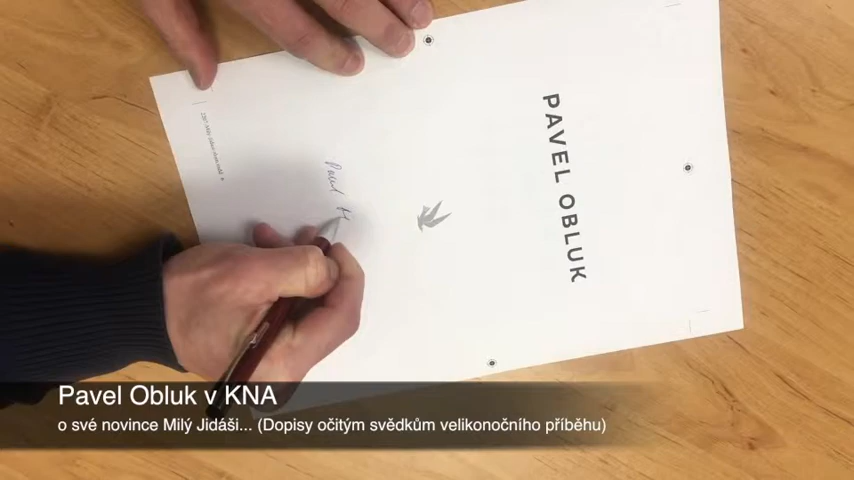 PAVEL OBLUK
Pavel Obluk v KNA
o své novince Milý Jidáši... (Dopisy očitým svědkům velikonočního příběhu)